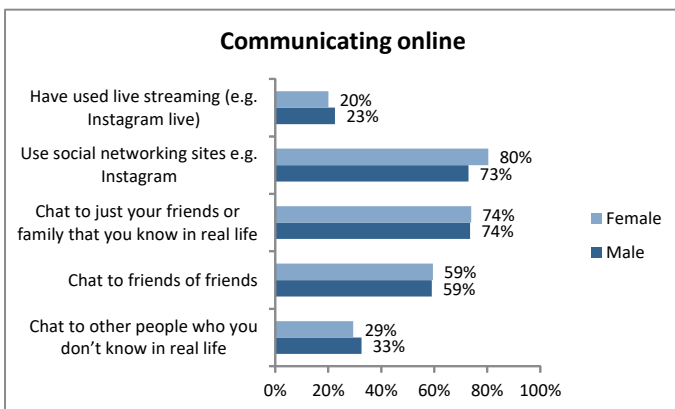 Communicating online
Have used live streaming (e.g.
Instagram live)
20%
23%
Use social networking sites e.g.
Instagram
80%
73%
Chat to just your friends or
family that you know in real life
74%
74%
Chat to friends of friends
59%
59%
Chat to other people who you
don’t know in real life
29%
33%
Female
Male
0% 20% 40% 60% 80% 100%